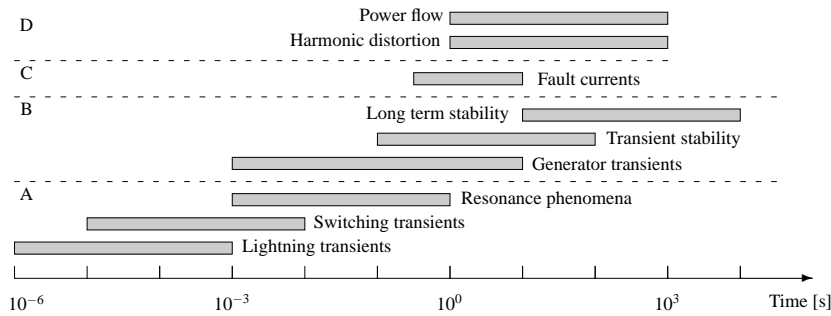 Power flow
D
Harmonic distortion
C
Fault currents
B
Long term stability
Transient stability
Generator transients
A
Resonance phenomena
Switching transients
Lightning transients
10⁻⁶ 10⁻³ 10⁰ 10³ Time [s]